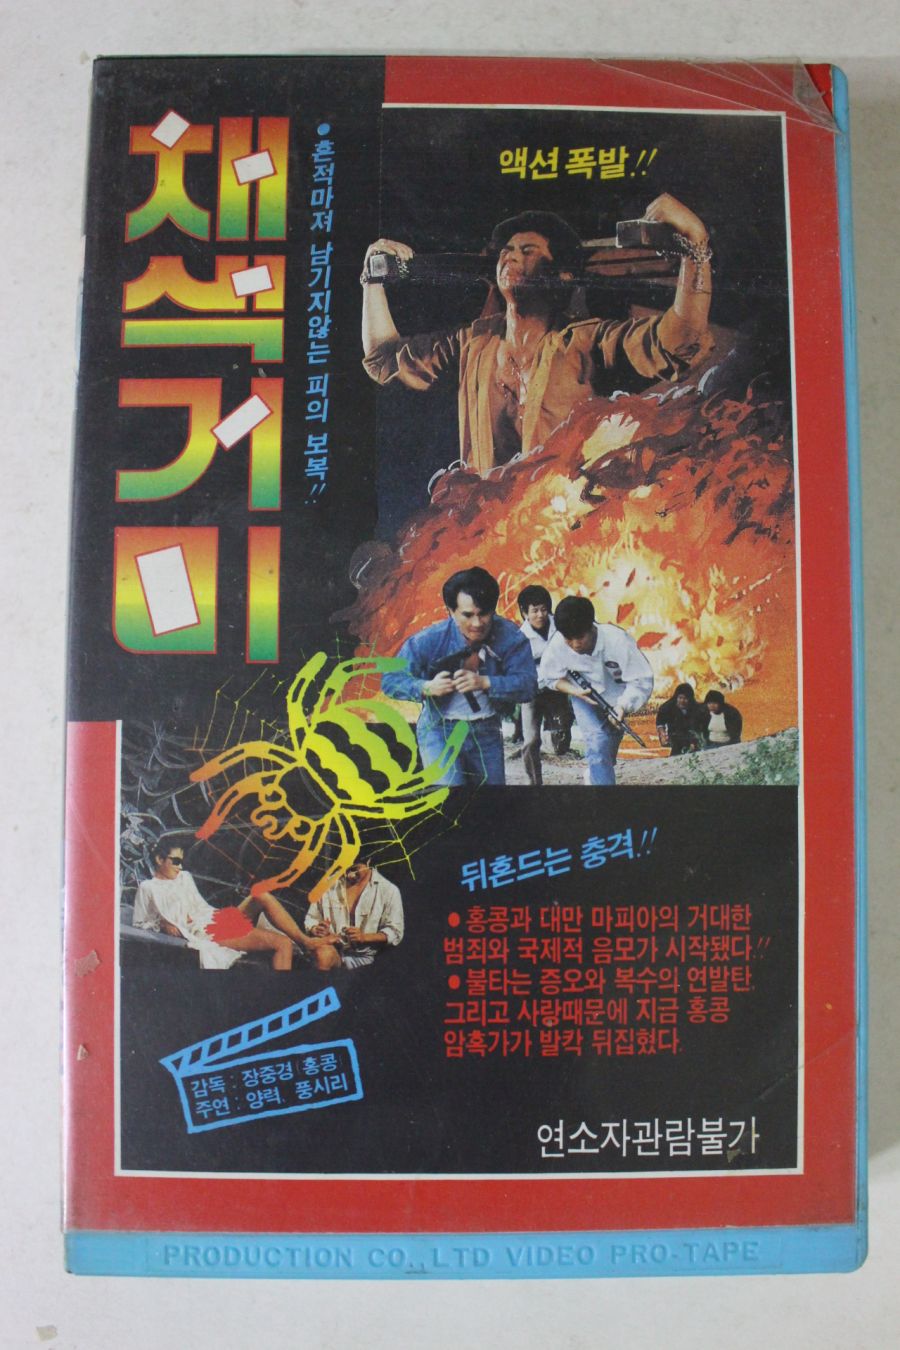 채색거미
• 흔적마져 남기지않는 피의 보복!!
액션 폭발!!
뒤흔드는 충격!!
• 홍콩과 대만 마피아의 거대한
범죄와 국제적 음모가 시작됐다!!
• 불타는 증오와 복수의 연발탄,
그리고 사랑때문에 지금 홍콩
암흑가가 발칵 뒤집혔다.
감독 : 장중경(홍콩)
주연 : 양력, 풍시리
연소자관람불가
PRODUCTION CO., LTD VIDEO PRO-TAPE